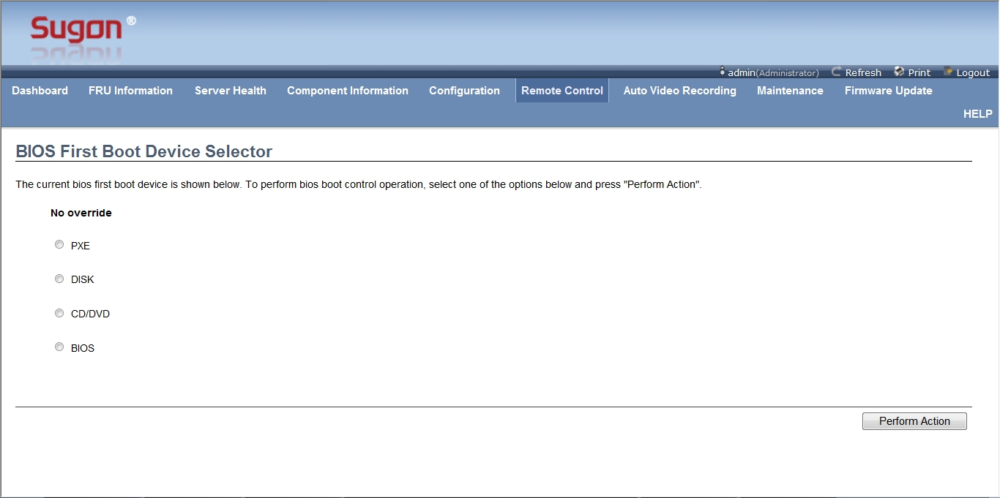 Sugon®
admin(Administrator) Refresh Print Logout
Dashboard FRU Information Server Health Component Information Configuration Remote Control Auto Video Recording Maintenance Firmware Update
HELP
BIOS First Boot Device Selector
The current bios first boot device is shown below. To perform bios boot control operation, select one of the options below and press "Perform Action".
No override
PXE
DISK
CD/DVD
BIOS
Perform Action